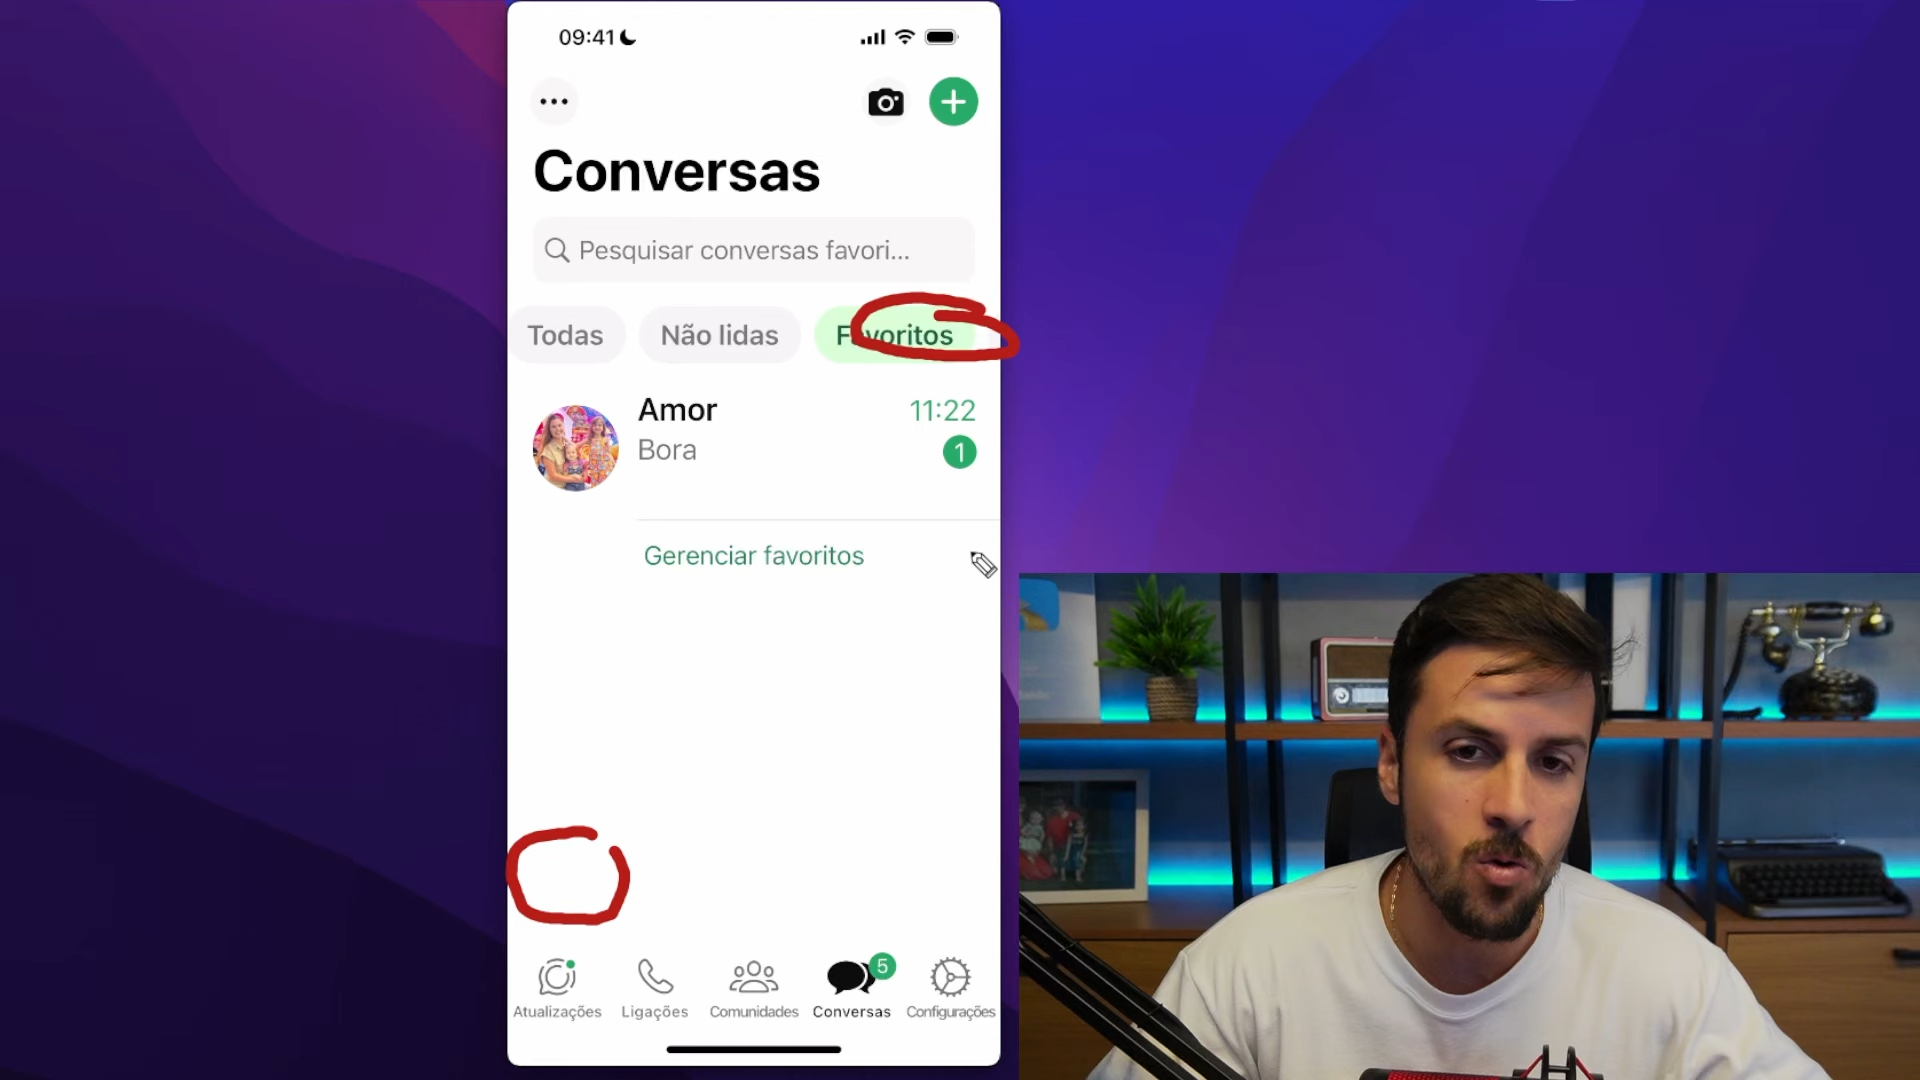 09:41
Conversas
Pesquisar conversas favori...
Todas
Não lidas
Favoritos
Amor
11:22
Bora
1
Gerenciar favoritos
5
Atualizações
Ligações
Comunidades
Conversas
Configurações